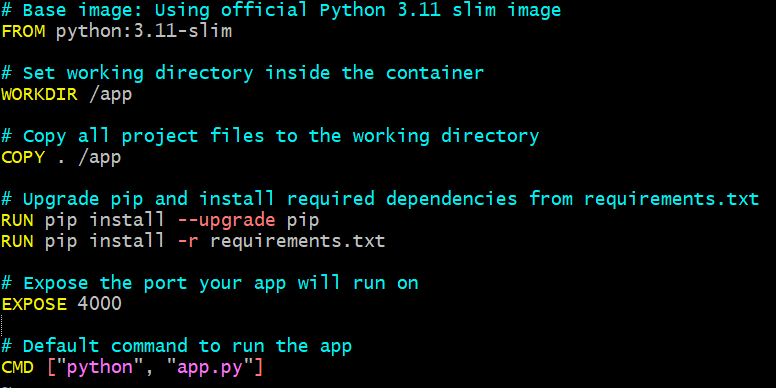 # Base image: Using official Python 3.11 slim image
FROM python:3.11-slim
# Set working directory inside the container
WORKDIR /app
# Copy all project files to the working directory
COPY . /app
# Upgrade pip and install required dependencies from requirements.txt
RUN pip install --upgrade pip
RUN pip install -r requirements.txt
# Expose the port your app will run on
EXPOSE 4000
# Default command to run the app
CMD ["python", "app.py"]